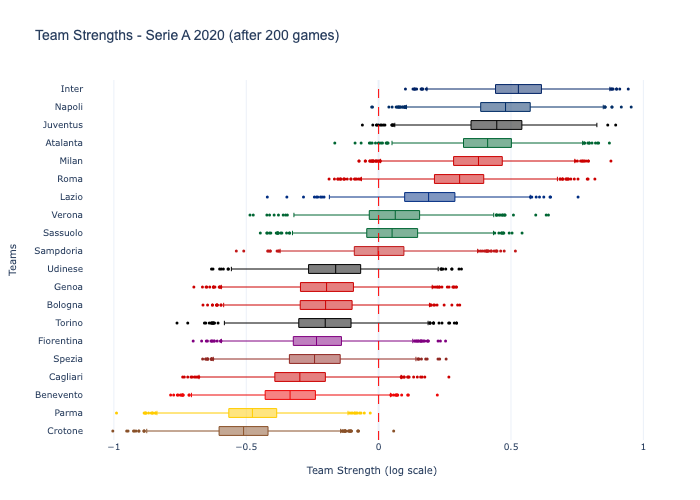 Team Strengths - Serie A 2020 (after 200 games)
Inter
Napoli
Juventus
Atalanta
Milan
Roma
Lazio
Verona
Sassuolo
Sampdoria
Udinese
Genoa
Bologna
Torino
Fiorentina
Spezia
Cagliari
Benevento
Parma
Crotone
Teams
−1 −0.5 0 0.5 1
Team Strength (log scale)